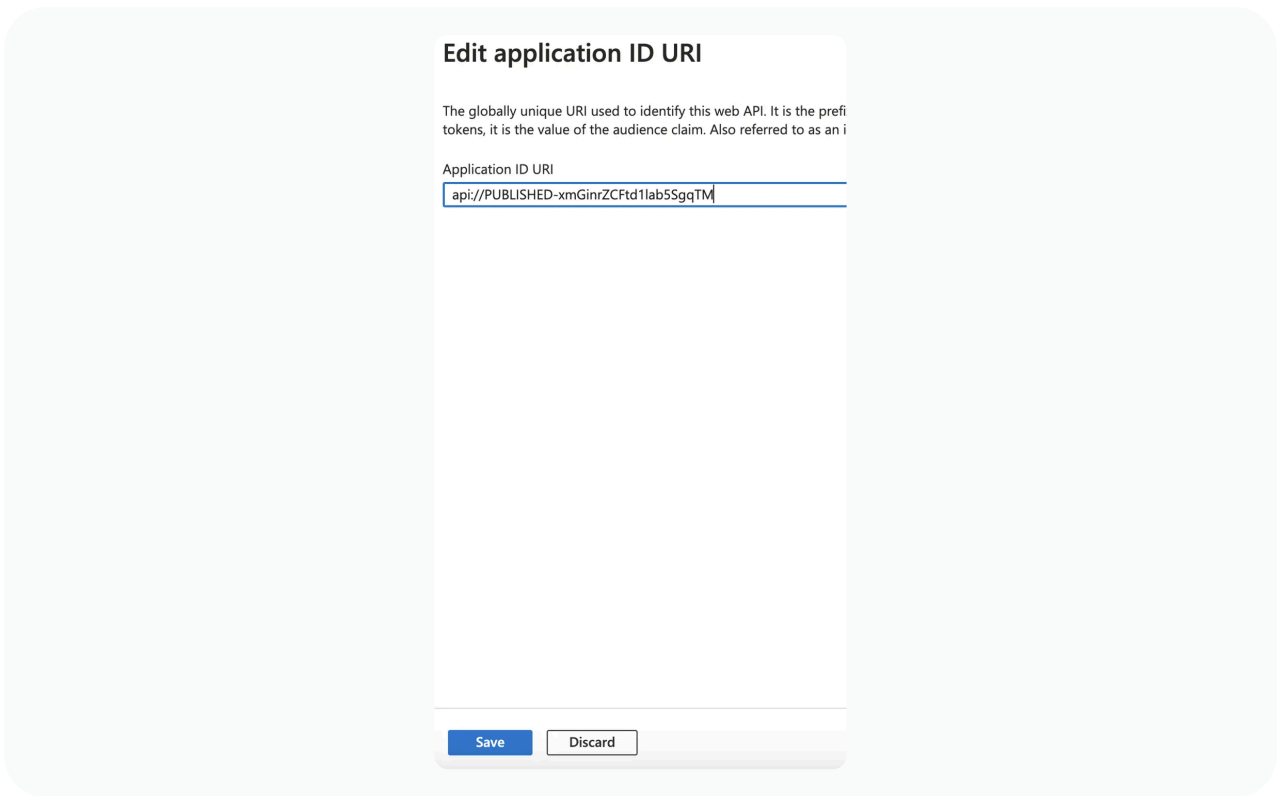 Edit application ID URI
The globally unique URI used to identify this web API. It is the prefi
tokens, it is the value of the audience claim. Also referred to as an i
Application ID URI
api://PUBLISHED-xmGinrZCFtd1lab5SgqTM
Save Discard